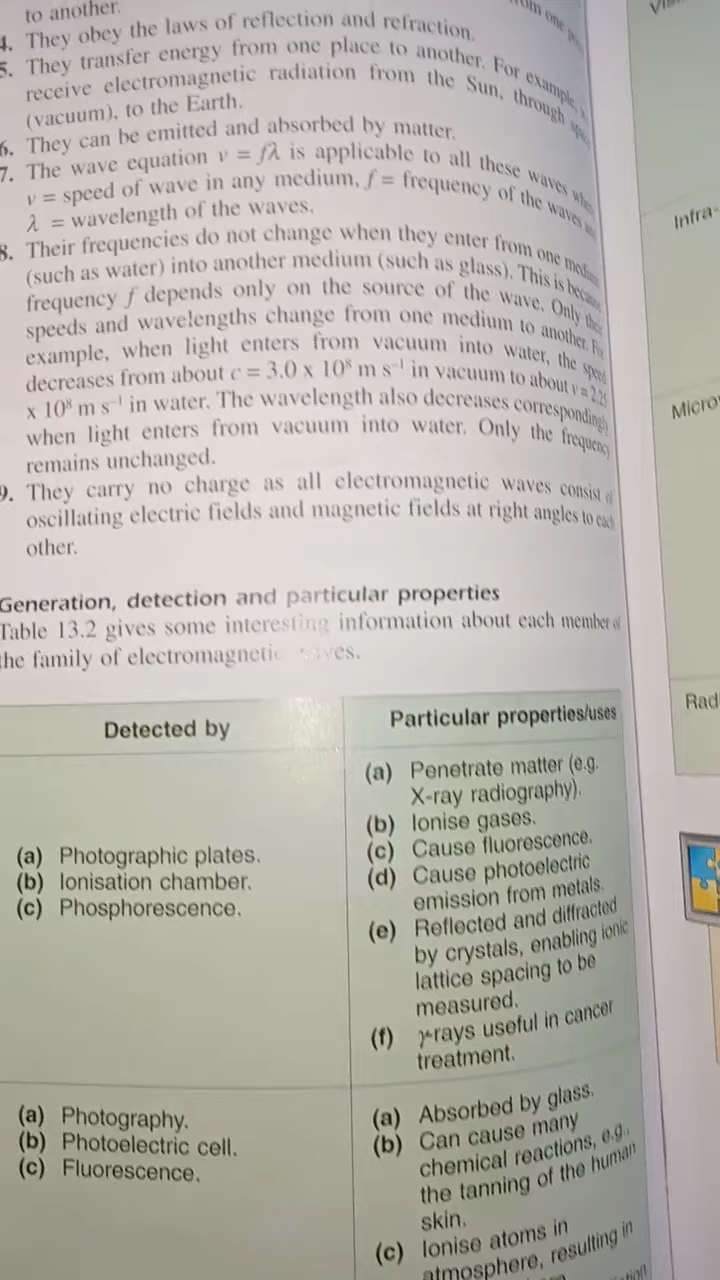 to another.
4. They obey the laws of reflection and refraction.
5. They transfer energy from one place to another. For example,
receive electromagnetic radiation from the Sun, through
(vacuum), to the Earth.
6. They can be emitted and absorbed by matter.
7. The wave equation v = fλ is applicable to all these waves
v = speed of wave in any medium, f = frequency of the waves
λ = wavelength of the waves.
8. Their frequencies do not change when they enter from one medium
(such as water) into another medium (such as glass). This is because
frequency f depends only on the source of the wave. Only their
speeds and wavelengths change from one medium to another. For
example, when light enters from vacuum into water, the speed
decreases from about c = 3.0 x 10⁸ m s⁻¹ in vacuum to about v = 2.25
x 10⁸ m s⁻¹ in water. The wavelength also decreases correspondingly
when light enters from vacuum into water. Only the frequency
remains unchanged.
9. They carry no charge as all electromagnetic waves consist of
oscillating electric fields and magnetic fields at right angles to each
other.
Generation, detection and particular properties
Table 13.2 gives some interesting information about each member of
the family of electromagnetic waves.
Detected by
Particular properties/uses
(a) Photographic plates.
(b) Ionisation chamber.
(c) Phosphorescence.
(a) Penetrate matter (e.g.
X-ray radiography).
(b) Ionise gases.
(c) Cause fluorescence.
(d) Cause photoelectric
emission from metals.
(e) Reflected and diffracted
by crystals, enabling ionic
lattice spacing to be
measured.
(f) γ-rays useful in cancer
treatment.
(a) Photography.
(b) Photoelectric cell.
(c) Fluorescence.
(a) Absorbed by glass.
(b) Can cause many
chemical reactions, e.g.
the tanning of the human
skin.
(c) Ionise atoms in
atmosphere, resulting in
Infra-
Micro
Rad